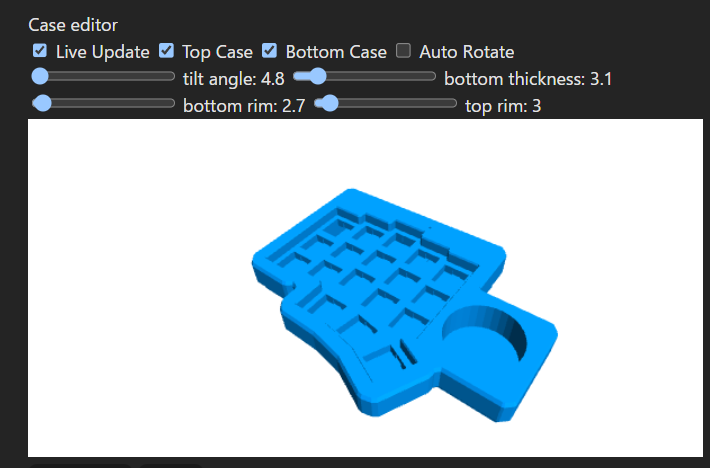 Case editor
Live Update Top Case Bottom Case Auto Rotate
tilt angle: 4.8 bottom thickness: 3.1
bottom rim: 2.7 top rim: 3